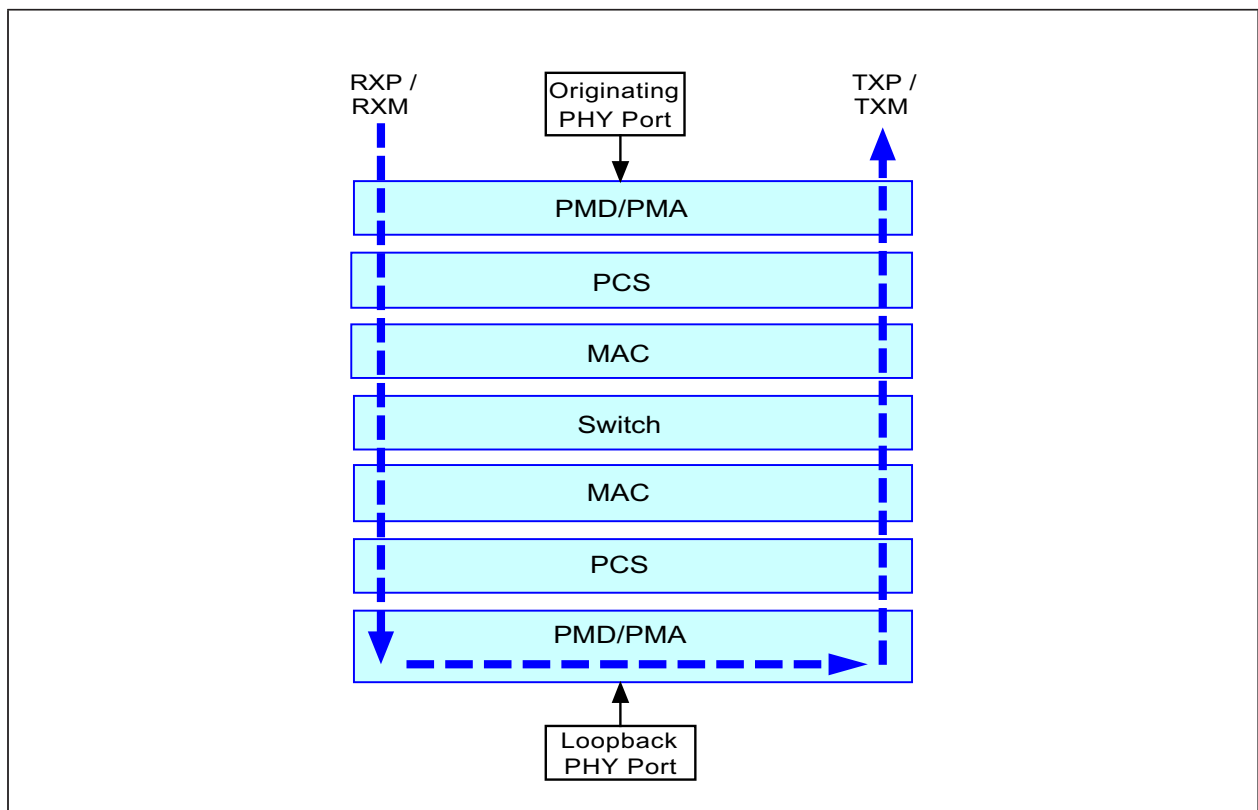 RXP /
RXM
Originating
PHY Port
TXP /
TXM
PMD/PMA
PCS
MAC
Switch
MAC
PCS
PMD/PMA
Loopback
PHY Port